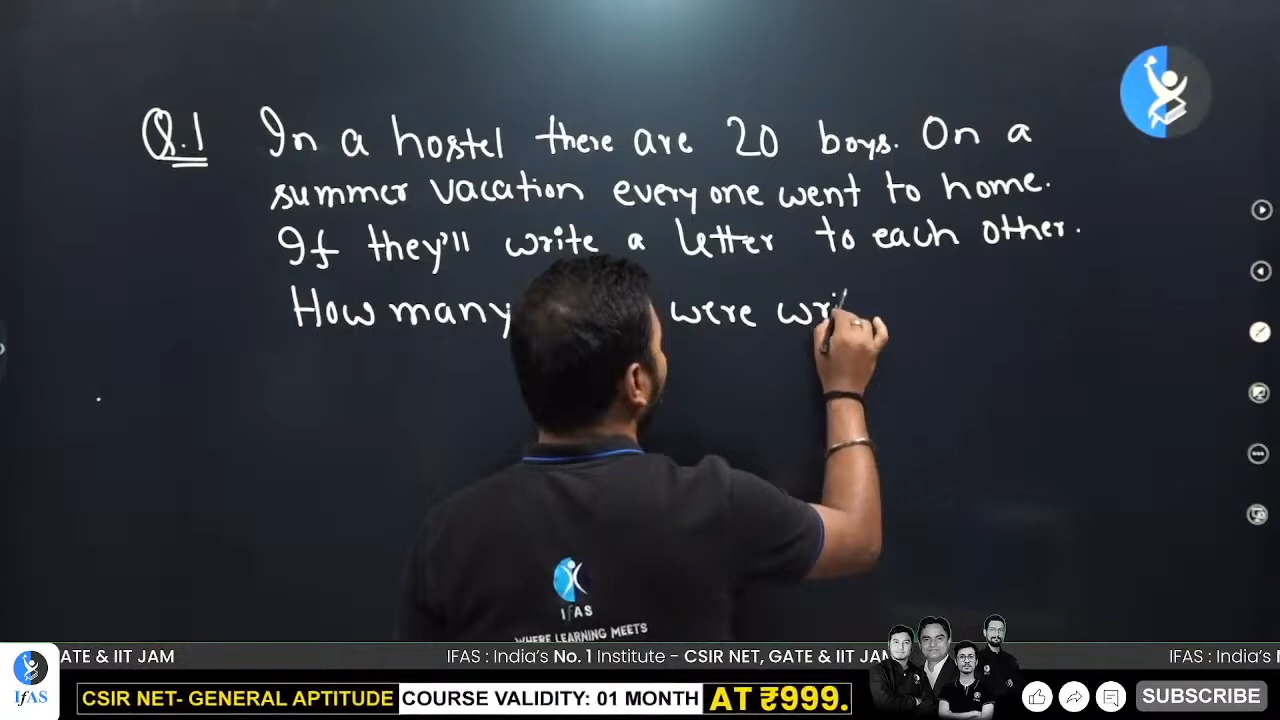 Q.1 In a hostel there are 20 boys. On a
summer vacation everyone went to home.
If they'll write a letter to each other.
How many were wri
IfAS
WHERE LEARNING MEETS
ATE & IIT JAM
IFAS : India's No. 1 Institute - CSIR NET, GATE & IIT JAM
IFAS : India's
IfAS
CSIR NET- GENERAL APTITUDE COURSE VALIDITY: 01 MONTH AT ₹999.
SUBSCRIBE